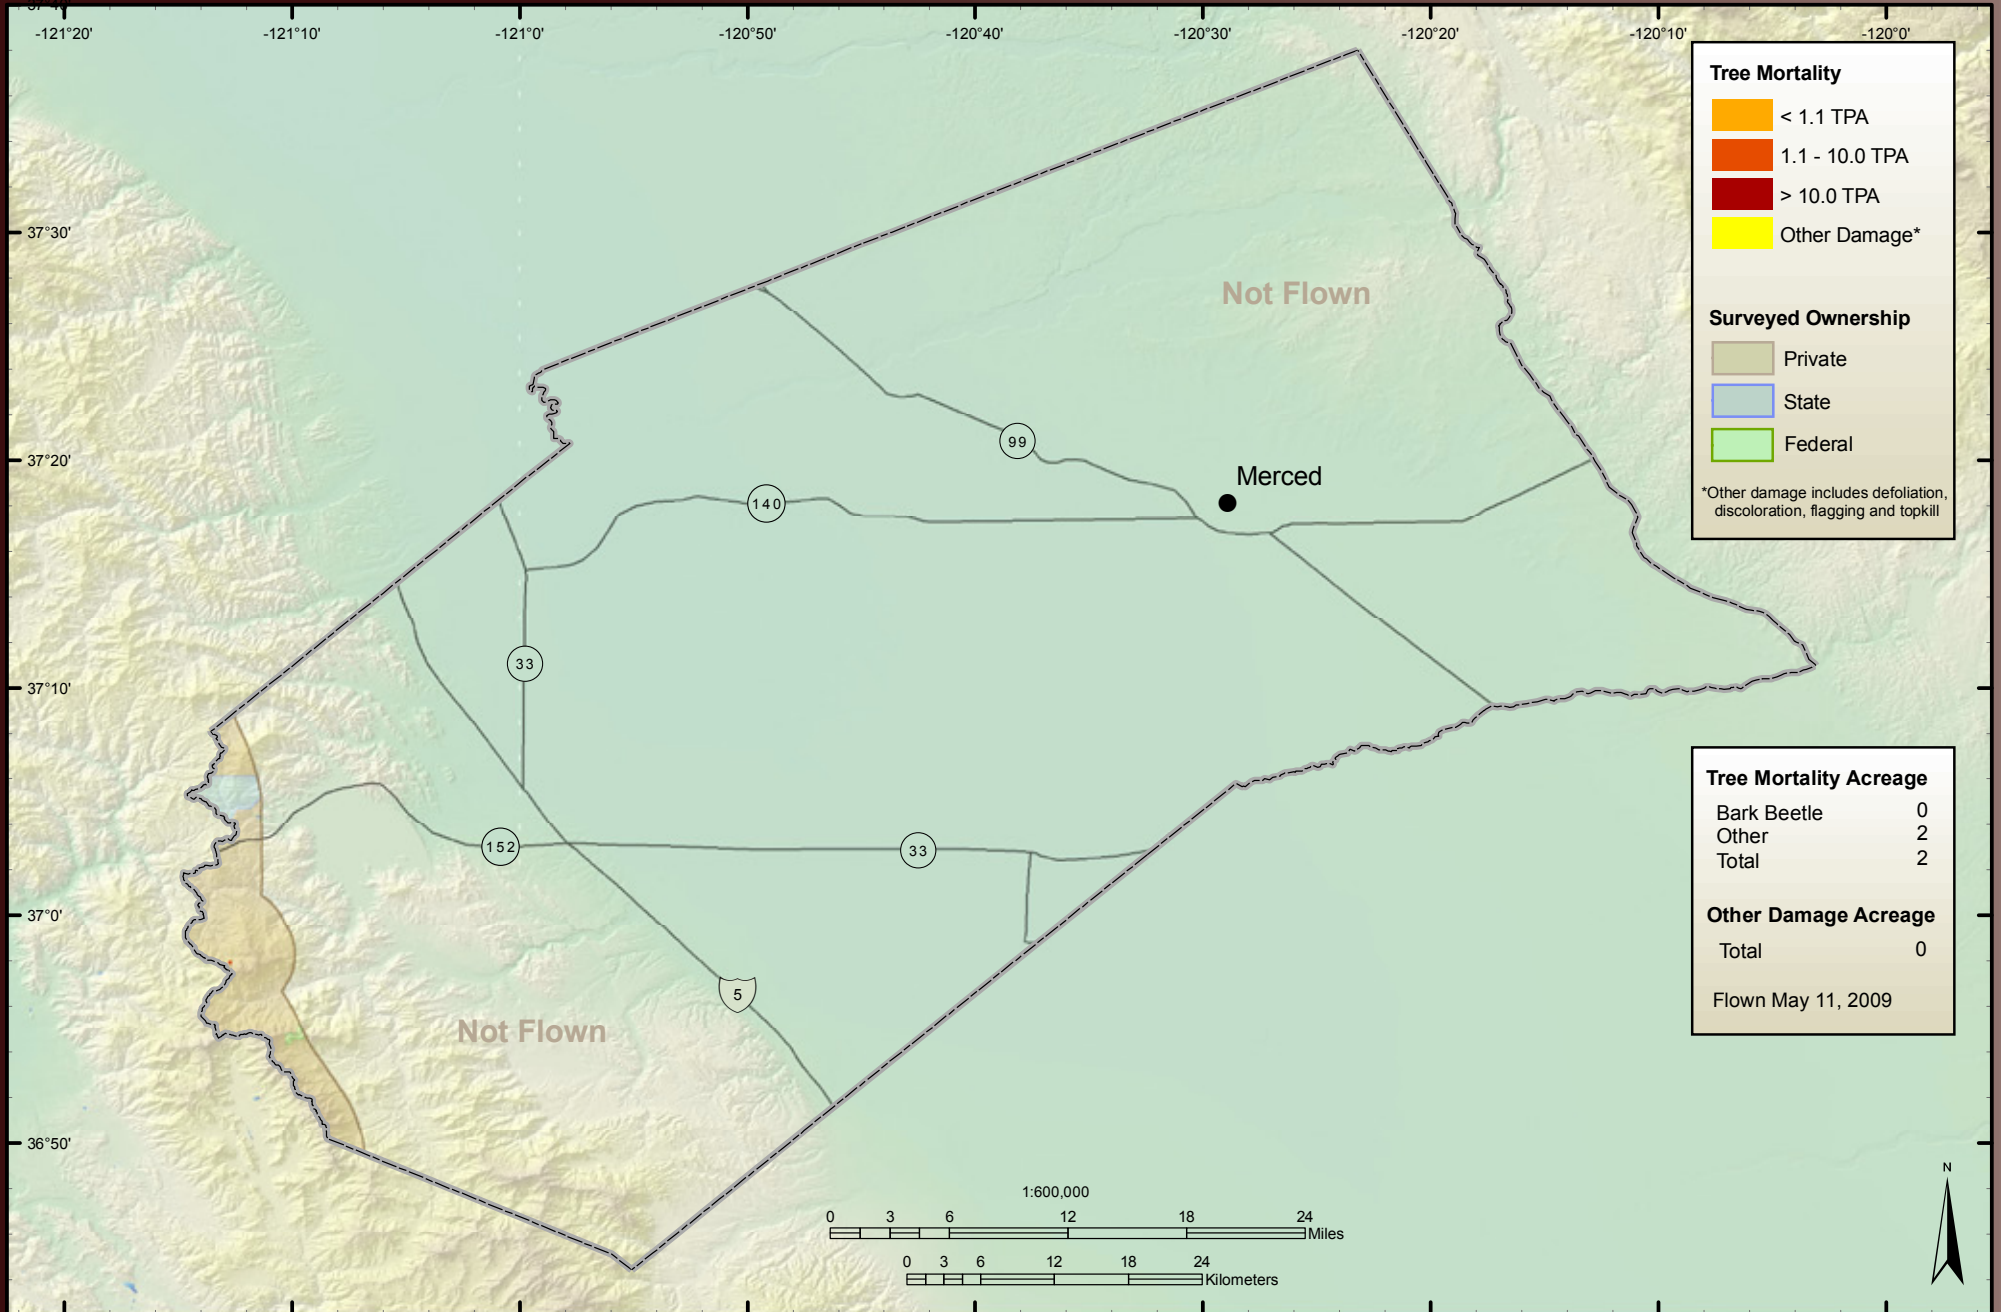 37°40'
-121°20'
-121°10'
-121°0'
-120°50'
-120°40'
-120°30'
-120°20'
-120°10'
-120°0'
Tree Mortality
< 1.1 TPA
1.1 - 10.0 TPA
> 10.0 TPA
Other Damage*
Surveyed Ownership
Private
State
Federal
*Other damage includes defoliation,
discoloration, flagging and topkill
37°30'
Not Flown
99
37°20'
Merced
140
33
37°10'
152
33
Tree Mortality Acreage
Bark Beetle 0
Other 2
Total 2
Other Damage Acreage
Total 0
Flown May 11, 2009
37°0'
5
Not Flown
36°50'
1:600,000
0 3 6 12 18 24
Miles
0 3 6 12 18 24
Kilometers
N